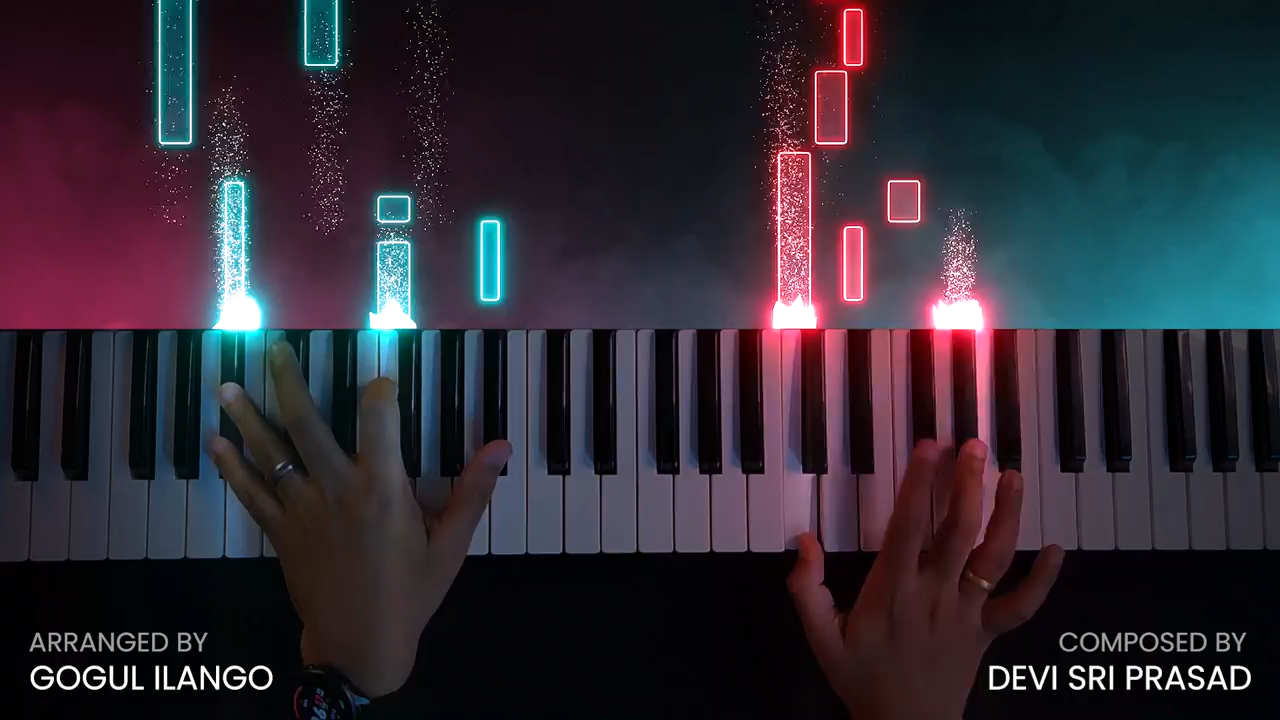 ARRANGED BY
GOGUL ILANGO
COMPOSED BY
DEVI SRI PRASAD